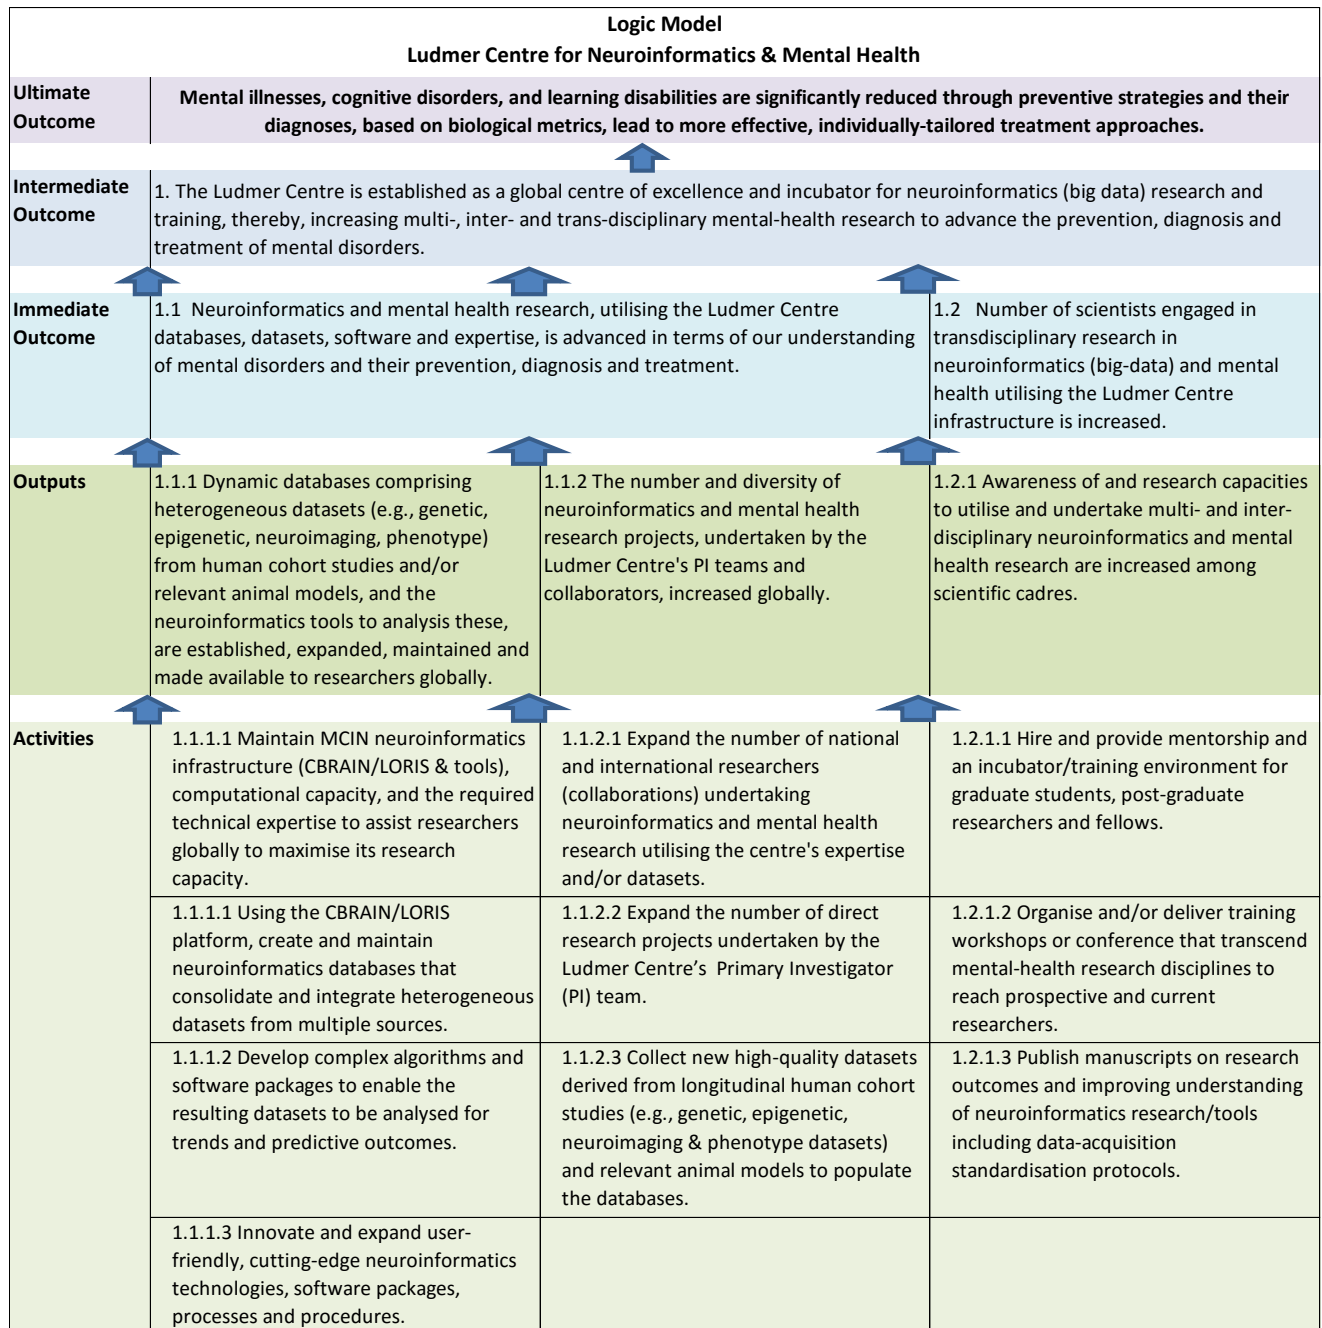 Logic Model
Ludmer Centre for Neuroinformatics & Mental Health
Ultimate
Outcome
Mental illnesses, cognitive disorders, and learning disabilities are significantly reduced through preventive strategies and their
diagnoses, based on biological metrics, lead to more effective, individually-tailored treatment approaches.
Intermediate
Outcome
1. The Ludmer Centre is established as a global centre of excellence and incubator for neuroinformatics (big data) research and
training, thereby, increasing multi-, inter- and trans-disciplinary mental-health research to advance the prevention, diagnosis and
treatment of mental disorders.
Immediate
Outcome
1.1 Neuroinformatics and mental health research, utilising the Ludmer Centre
databases, datasets, software and expertise, is advanced in terms of our understanding
of mental disorders and their prevention, diagnosis and treatment.
1.2 Number of scientists engaged in
transdisciplinary research in
neuroinformatics (big-data) and mental
health utilising the Ludmer Centre
infrastructure is increased.
Outputs
1.1.1 Dynamic databases comprising
heterogeneous datasets (e.g., genetic,
epigenetic, neuroimaging, phenotype)
from human cohort studies and/or
relevant animal models, and the
neuroinformatics tools to analysis these,
are established, expanded, maintained and
made available to researchers globally.
1.1.2 The number and diversity of
neuroinformatics and mental health
research projects, undertaken by the
Ludmer Centre's PI teams and
collaborators, increased globally.
1.2.1 Awareness of and research capacities
to utilise and undertake multi- and inter-
disciplinary neuroinformatics and mental
health research are increased among
scientific cadres.
Activities
1.1.1.1 Maintain MCIN neuroinformatics
infrastructure (CBRAIN/LORIS & tools),
computational capacity, and the required
technical expertise to assist researchers
globally to maximise its research
capacity.
1.1.2.1 Expand the number of national
and international researchers
(collaborations) undertaking
neuroinformatics and mental health
research utilising the centre's expertise
and/or datasets.
1.2.1.1 Hire and provide mentorship and
an incubator/training environment for
graduate students, post-graduate
researchers and fellows.
1.1.1.1 Using the CBRAIN/LORIS
platform, create and maintain
neuroinformatics databases that
consolidate and integrate heterogeneous
datasets from multiple sources.
1.1.2.2 Expand the number of direct
research projects undertaken by the
Ludmer Centre’s Primary Investigator
(PI) team.
1.2.1.2 Organise and/or deliver training
workshops or conference that transcend
mental-health research disciplines to
reach prospective and current
researchers.
1.1.1.2 Develop complex algorithms and
software packages to enable the
resulting datasets to be analysed for
trends and predictive outcomes.
1.1.2.3 Collect new high-quality datasets
derived from longitudinal human cohort
studies (e.g., genetic, epigenetic,
neuroimaging & phenotype datasets)
and relevant animal models to populate
the databases.
1.2.1.3 Publish manuscripts on research
outcomes and improving understanding
of neuroinformatics research/tools
including data-acquisition
standardisation protocols.
1.1.1.3 Innovate and expand user-
friendly, cutting-edge neuroinformatics
technologies, software packages,
processes and procedures.